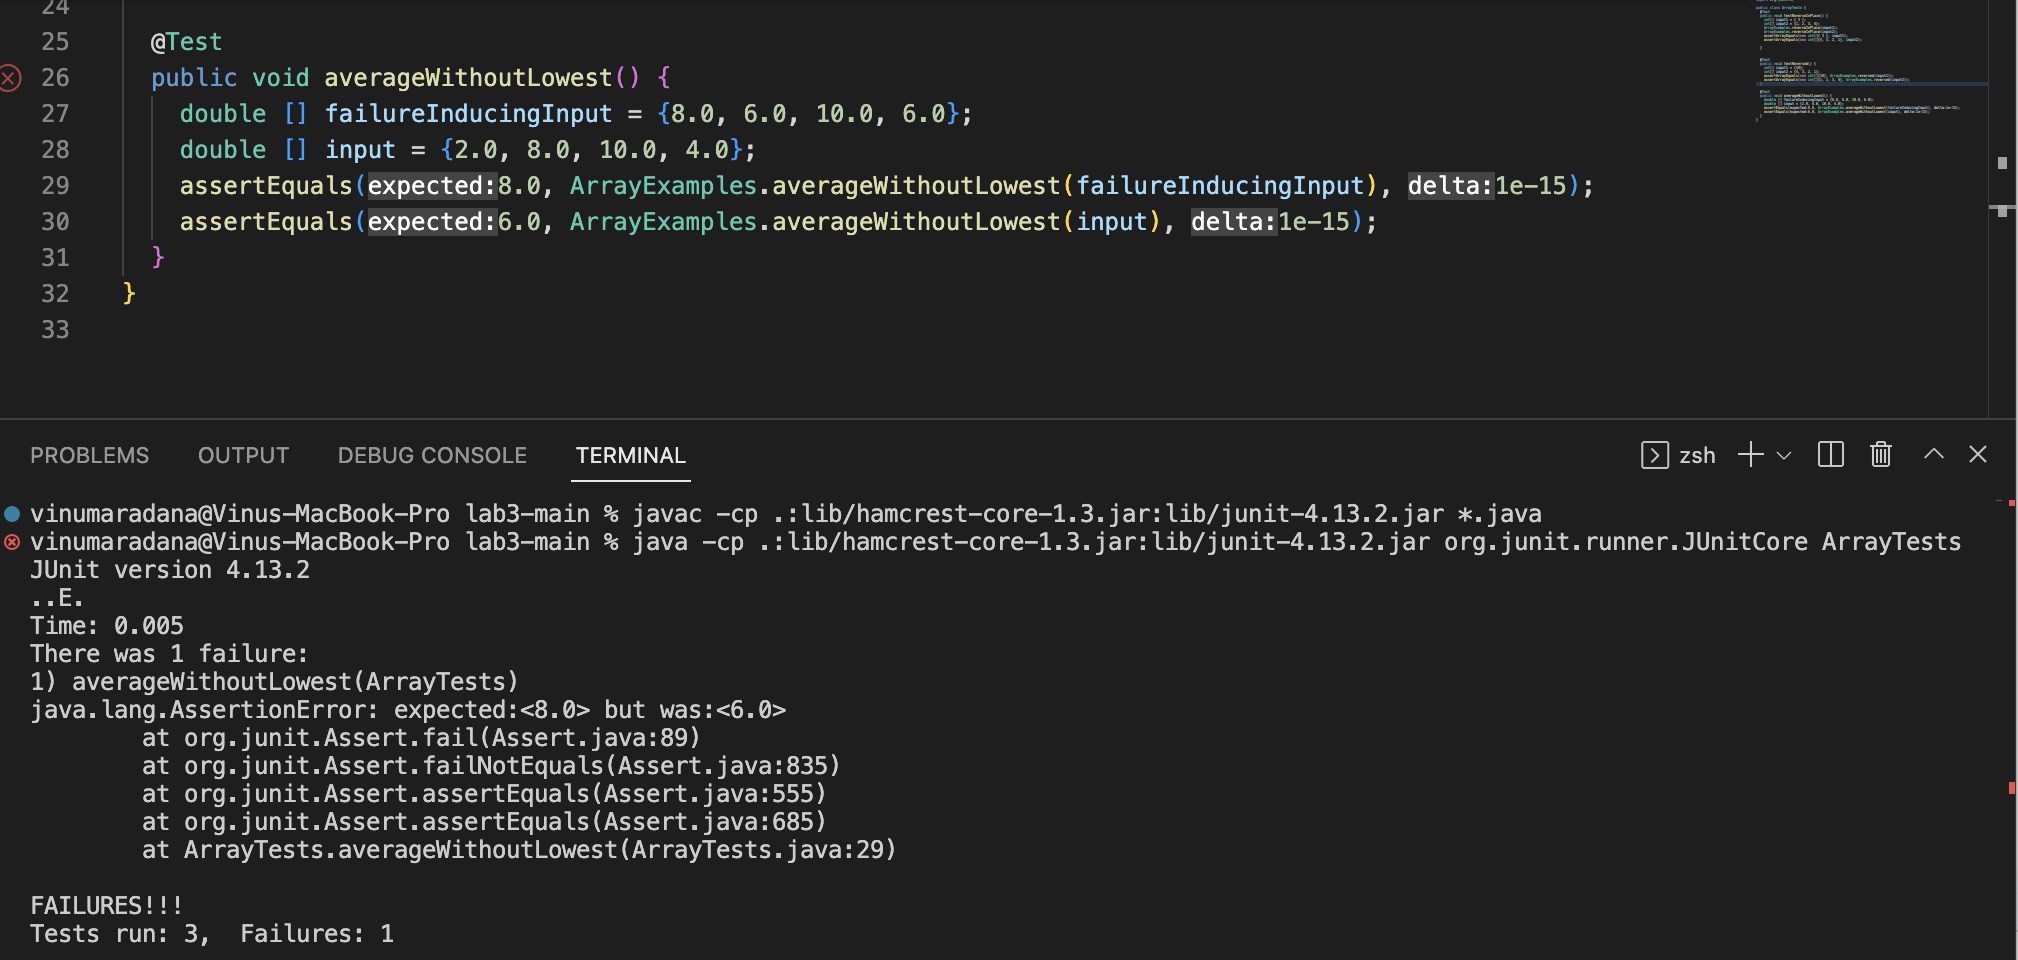 24
25 @Test
26 public void averageWithoutLowest() {
27 double [] failureInducingInput = {8.0, 6.0, 10.0, 6.0};
28 double [] input = {2.0, 8.0, 10.0, 4.0};
29 assertEquals(expected:8.0, ArrayExamples.averageWithoutLowest(failureInducingInput), delta:1e-15);
30 assertEquals(expected:6.0, ArrayExamples.averageWithoutLowest(input), delta:1e-15);
31 }
32 }
33
PROBLEMS OUTPUT DEBUG CONSOLE TERMINAL zsh
vinumaradana@Vinus-MacBook-Pro lab3-main % javac -cp .:lib/hamcrest-core-1.3.jar:lib/junit-4.13.2.jar *.java
vinumaradana@Vinus-MacBook-Pro lab3-main % java -cp .:lib/hamcrest-core-1.3.jar:lib/junit-4.13.2.jar org.junit.runner.JUnitCore ArrayTests
JUnit version 4.13.2
..E.
Time: 0.005
There was 1 failure:
1) averageWithoutLowest(ArrayTests)
java.lang.AssertionError: expected:<8.0> but was:<6.0>
at org.junit.Assert.fail(Assert.java:89)
at org.junit.Assert.failNotEquals(Assert.java:835)
at org.junit.Assert.assertEquals(Assert.java:555)
at org.junit.Assert.assertEquals(Assert.java:685)
at ArrayTests.averageWithoutLowest(ArrayTests.java:29)
FAILURES!!!
Tests run: 3,  Failures: 1